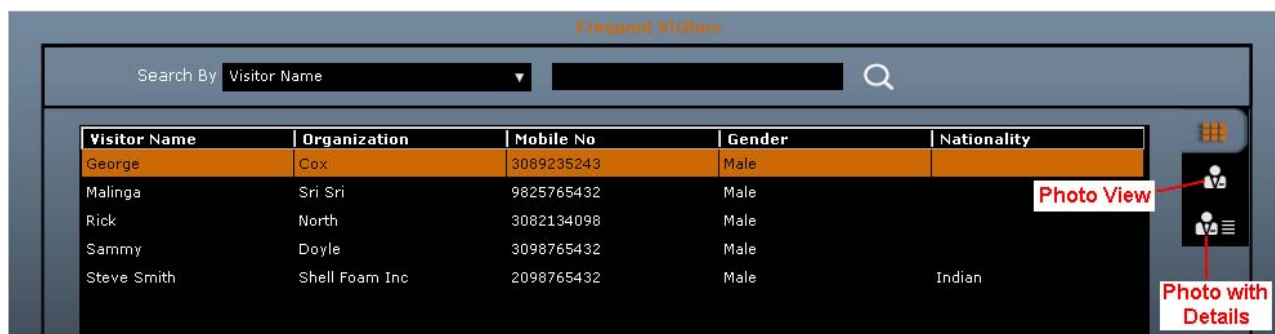 Frequent Visitors
Search By Visitor Name
Visitor Name Organization Mobile No Gender Nationality
George Cox 3089235243 Male
Malinga Sri Sri 9825765432 Male
Photo View
Rick North 3082134098 Male
Sammy Doyle 3098765432 Male
Steve Smith Shell Foam Inc 2098765432 Male Indian
Photo with
Details